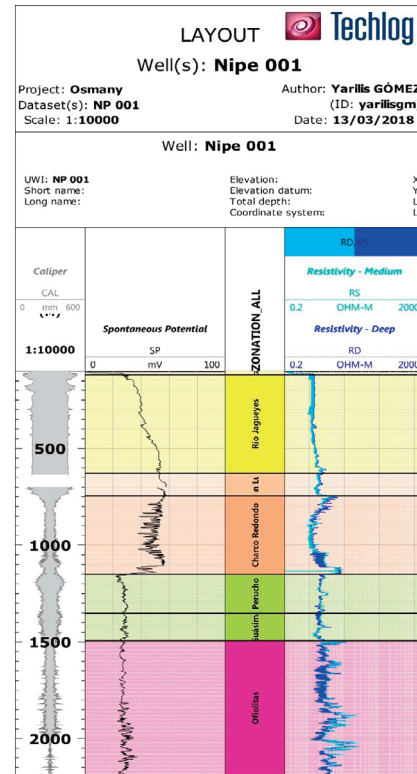 LAYOUT
Techlog
Well(s): Nipe 001
Project: Osmany
Author: Yarilis GÓMEZ
Dataset(s): NP 001
(ID: yarilisgm
Scale: 1:10000
Date: 13/03/2018
Well: Nipe 001
UWI: NP 001
Elevation:
X
Short name:
Elevation datum:
Y
Long name:
Total depth:
L
Coordinate system:
L
RD/RS
Caliper
Resistivity - Medium
CAL
RS
0 mm 600
0.2 OHM-M 2000
Spontaneous Potential
Resistivity - Deep
1:10000
SP
RD
0 mV 100
0.2 OHM-M 2000
ZONATION_ALL
Rio Jagueyes
500
Charco Redondo
1000
Perucho
1500
Ofiolitas
2000